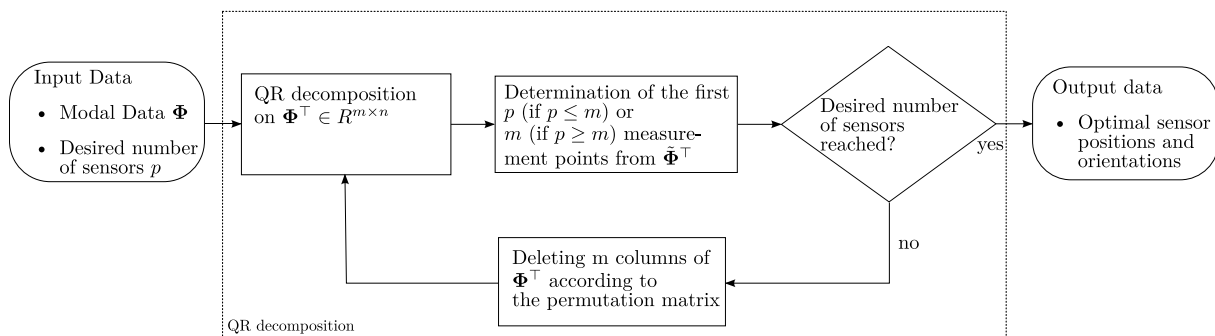 Input Data
• Modal Data Φ
• Desired number
of sensors p
QR decomposition
on Φ⊤ ∈ R^{m×n}
Determination of the first
p (if p ≤ m) or
m (if p ≥ m) measure-
ment points from Φ̃⊤
Desired number
of sensors
reached?
yes
no
Output data
• Optimal sensor
positions and
orientations
Deleting m columns of
Φ⊤ according to
the permutation matrix
QR decomposition